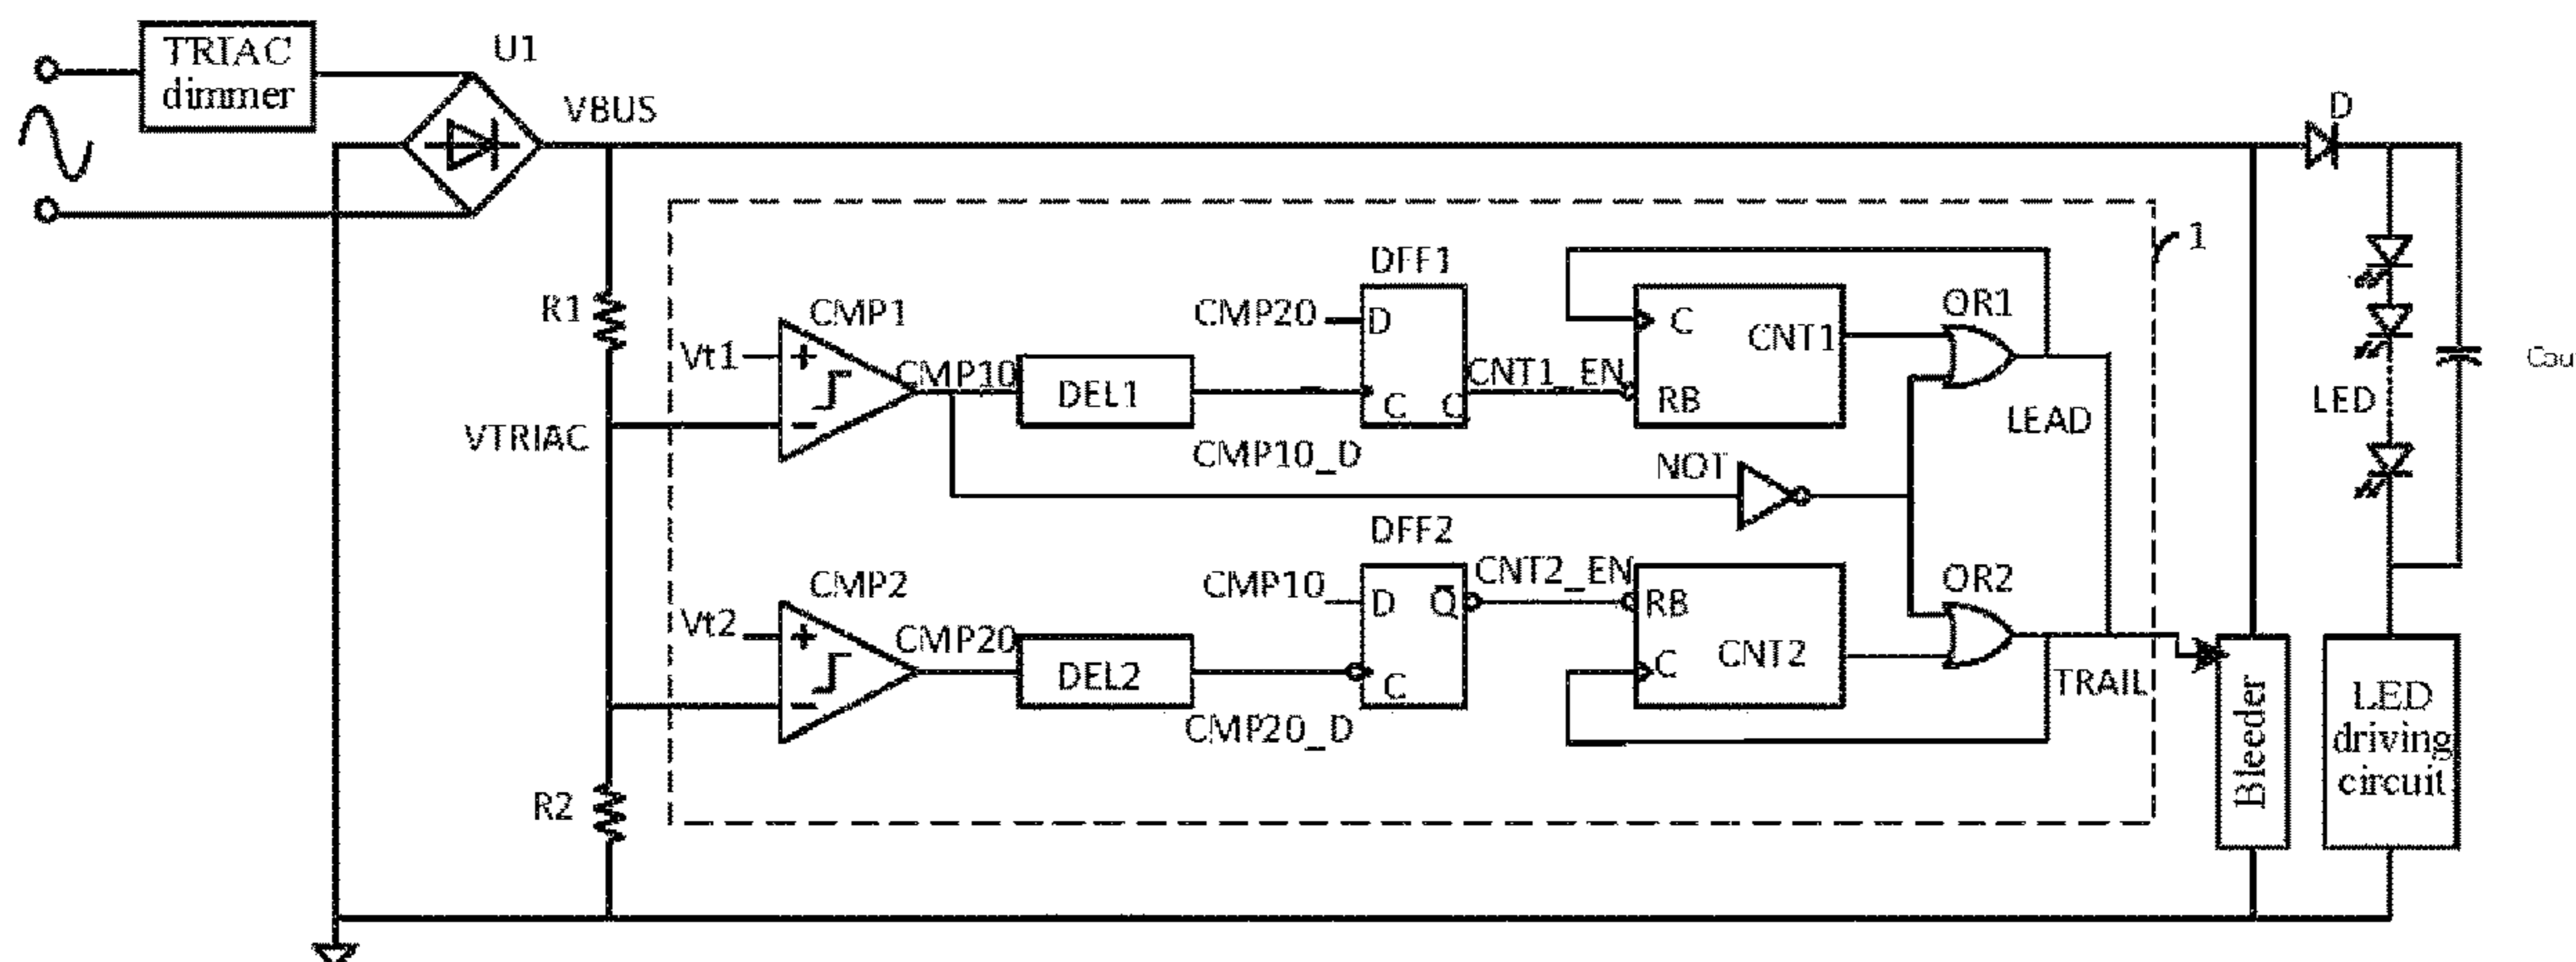 TRIAC
dimmer
U1
VBUS
D
1
R1
Vt1
CMP1
CMP10
DEL1
CMP10_D
CMP20
DFF1
D
C
C
CNT1_EN
C
CNT1
RB
OR1
LEAD
LED
VTRIAC
NOT
Vt2
CMP2
CMP20
DEL2
CMP20_D
CMP10
DFF2
D
Q
C
CNT2_EN
RB
C
CNT2
OR2
TRAIL
Bleeder
LED
driving
circuit
R2
Cou